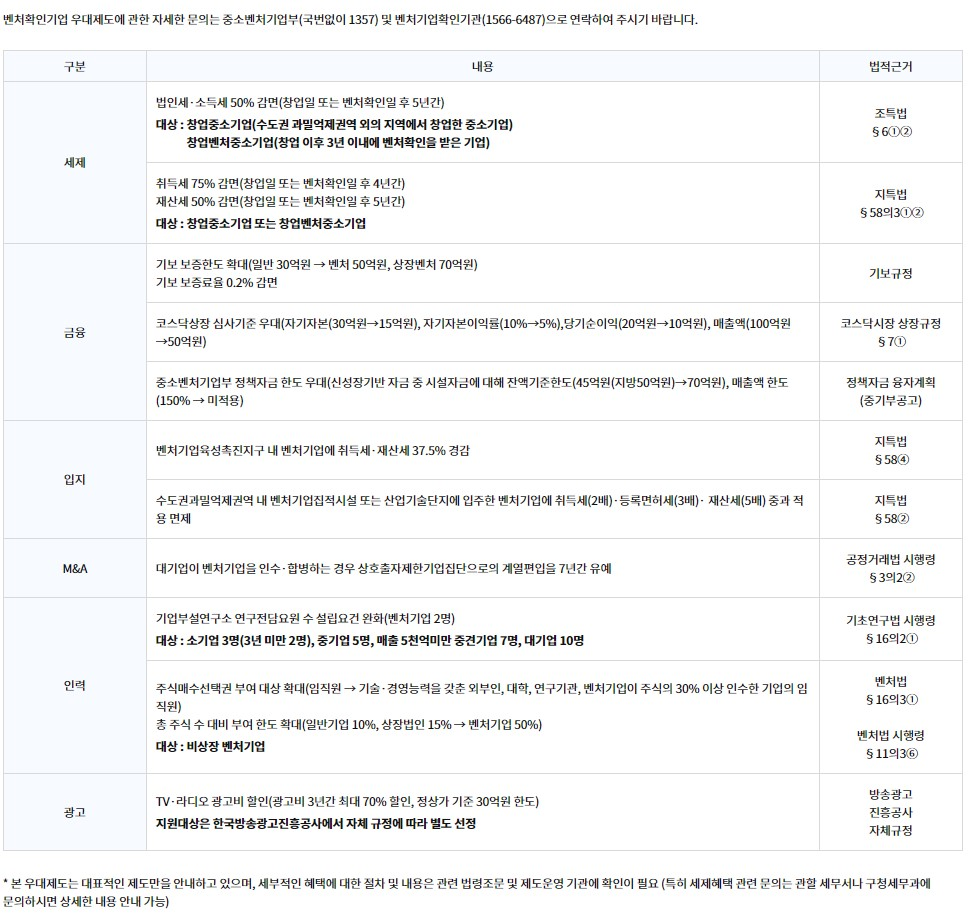 벤처확인기업 우대제도에 관한 자세한 문의는 중소벤처기업부(국번없이 1357) 및 벤처기업확인기관(1566-6487)으로 연락하여 주시기 바랍니다.
구분
내용
법적근거
세제
법인세·소득세 50% 감면(창업일 또는 벤처확인일 후 5년간)
대상 : 창업중소기업(수도권 과밀억제권역 외의 지역에서 창업한 중소기업)
창업벤처중소기업(창업 이후 3년 이내에 벤처확인을 받은 기업)
조특법
§6①②
취득세 75% 감면(창업일 또는 벤처확인일 후 4년간)
재산세 50% 감면(창업일 또는 벤처확인일 후 5년간)
대상 : 창업중소기업 또는 창업벤처중소기업
지특법
§58의3①②
금융
기보 보증한도 확대(일반 30억원 → 벤처 50억원, 상장벤처 70억원)
기보 보증료율 0.2% 감면
기보규정
코스닥상장 심사기준 우대(자기자본(30억원→15억원), 자기자본이익률(10%→5%),당기순이익(20억원→10억원), 매출액(100억원
→50억원)
코스닥시장 상장규정
§7①
중소벤처기업부 정책자금 한도 우대(신성장기반 자금 중 시설자금에 대해 잔액기준한도(45억원(지방50억원)→70억원), 매출액 한도
(150% → 미적용)
정책자금 융자계획
(중기부공고)
입지
벤처기업육성촉진지구 내 벤처기업에 취득세·재산세 37.5% 경감
지특법
§58④
수도권과밀억제권역 내 벤처기업집적시설 또는 산업기술단지에 입주한 벤처기업에 취득세(2배)·등록면허세(3배)· 재산세(5배) 중과 적
용 면제
지특법
§58②
M&A
대기업이 벤처기업을 인수·합병하는 경우 상호출자제한기업집단으로의 계열편입을 7년간 유예
공정거래법 시행령
§3의2②
인력
기업부설연구소 연구전담요원 수 설립요건 완화(벤처기업 2명)
대상 : 소기업 3명(3년 미만 2명), 중기업 5명, 매출 5천억미만 중견기업 7명, 대기업 10명
기초연구법 시행령
§16의2①
주식매수선택권 부여 대상 확대(임직원 → 기술·경영능력을 갖춘 외부인, 대학, 연구기관, 벤처기업이 주식의 30% 이상 인수한 기업의 임
직원)
총 주식 수 대비 부여 한도 확대(일반기업 10%, 상장법인 15% → 벤처기업 50%)
대상 : 비상장 벤처기업
벤처법
§16의3①
벤처법 시행령
§11의3⑥
광고
TV·라디오 광고비 할인(광고비 3년간 최대 70% 할인, 정상가 기준 30억원 한도)
지원대상은 한국방송광고진흥공사에서 자체 규정에 따라 별도 선정
방송광고
진흥공사
자체규정
* 본 우대제도는 대표적인 제도만을 안내하고 있으며, 세부적인 혜택에 대한 절차 및 내용은 관련 법령조문 및 제도운영 기관에 확인이 필요 (특히 세제혜택 관련 문의는 관할 세무서나 구청세무과에
문의하시면 상세한 내용 안내 가능)